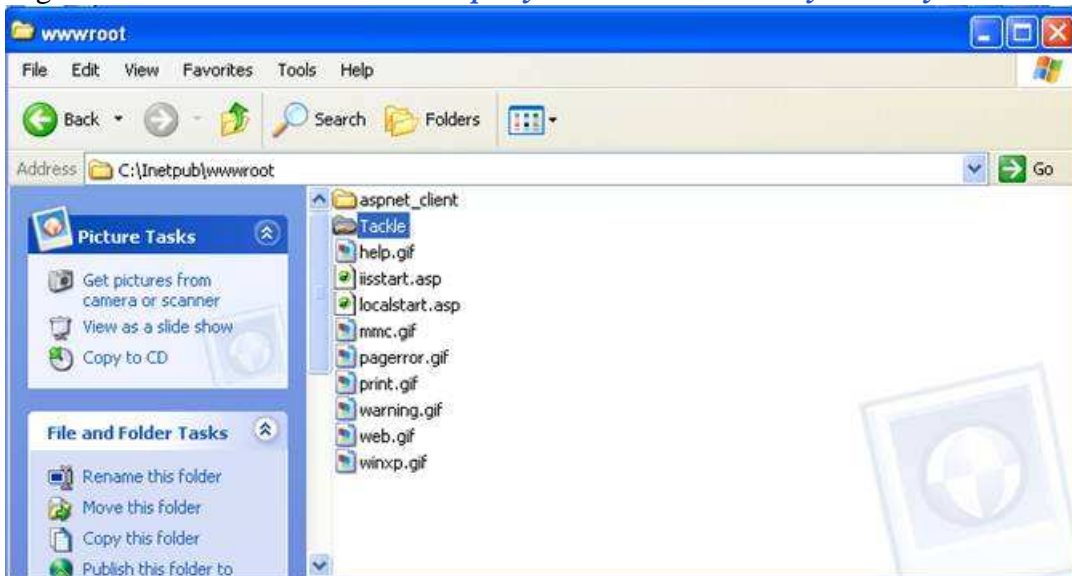 wwwroot
File Edit View Favorites Tools Help
Back Search Folders
Address C:\Inetpub\wwwroot Go
Picture Tasks
Get pictures from
camera or scanner
View as a slide show
Copy to CD
File and Folder Tasks
Rename this folder
Move this folder
Copy this folder
Publish this folder to
aspnet_client
Tackle
help.gif
iisstart.asp
localstart.asp
mmc.gif
pagerror.gif
print.gif
warning.gif
web.gif
winxp.gif